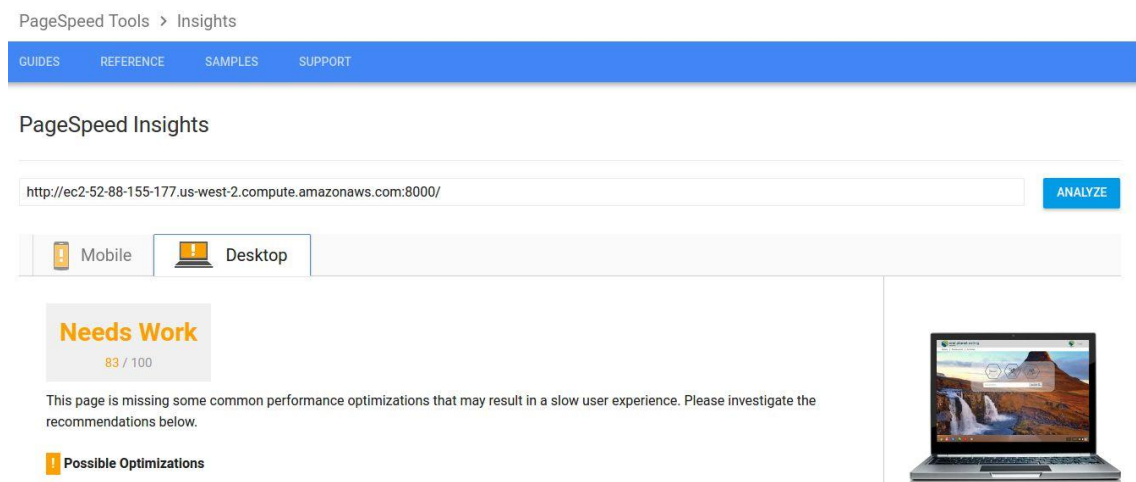 PageSpeed Tools > Insights
GUIDES REFERENCE SAMPLES SUPPORT
PageSpeed Insights
http://ec2-52-88-155-177.us-west-2.compute.amazonaws.com:8000/ ANALYZE
! Mobile ! Desktop
Needs Work
83 / 100
This page is missing some common performance optimizations that may result in a slow user experience. Please investigate the
recommendations below.
! Possible Optimizations